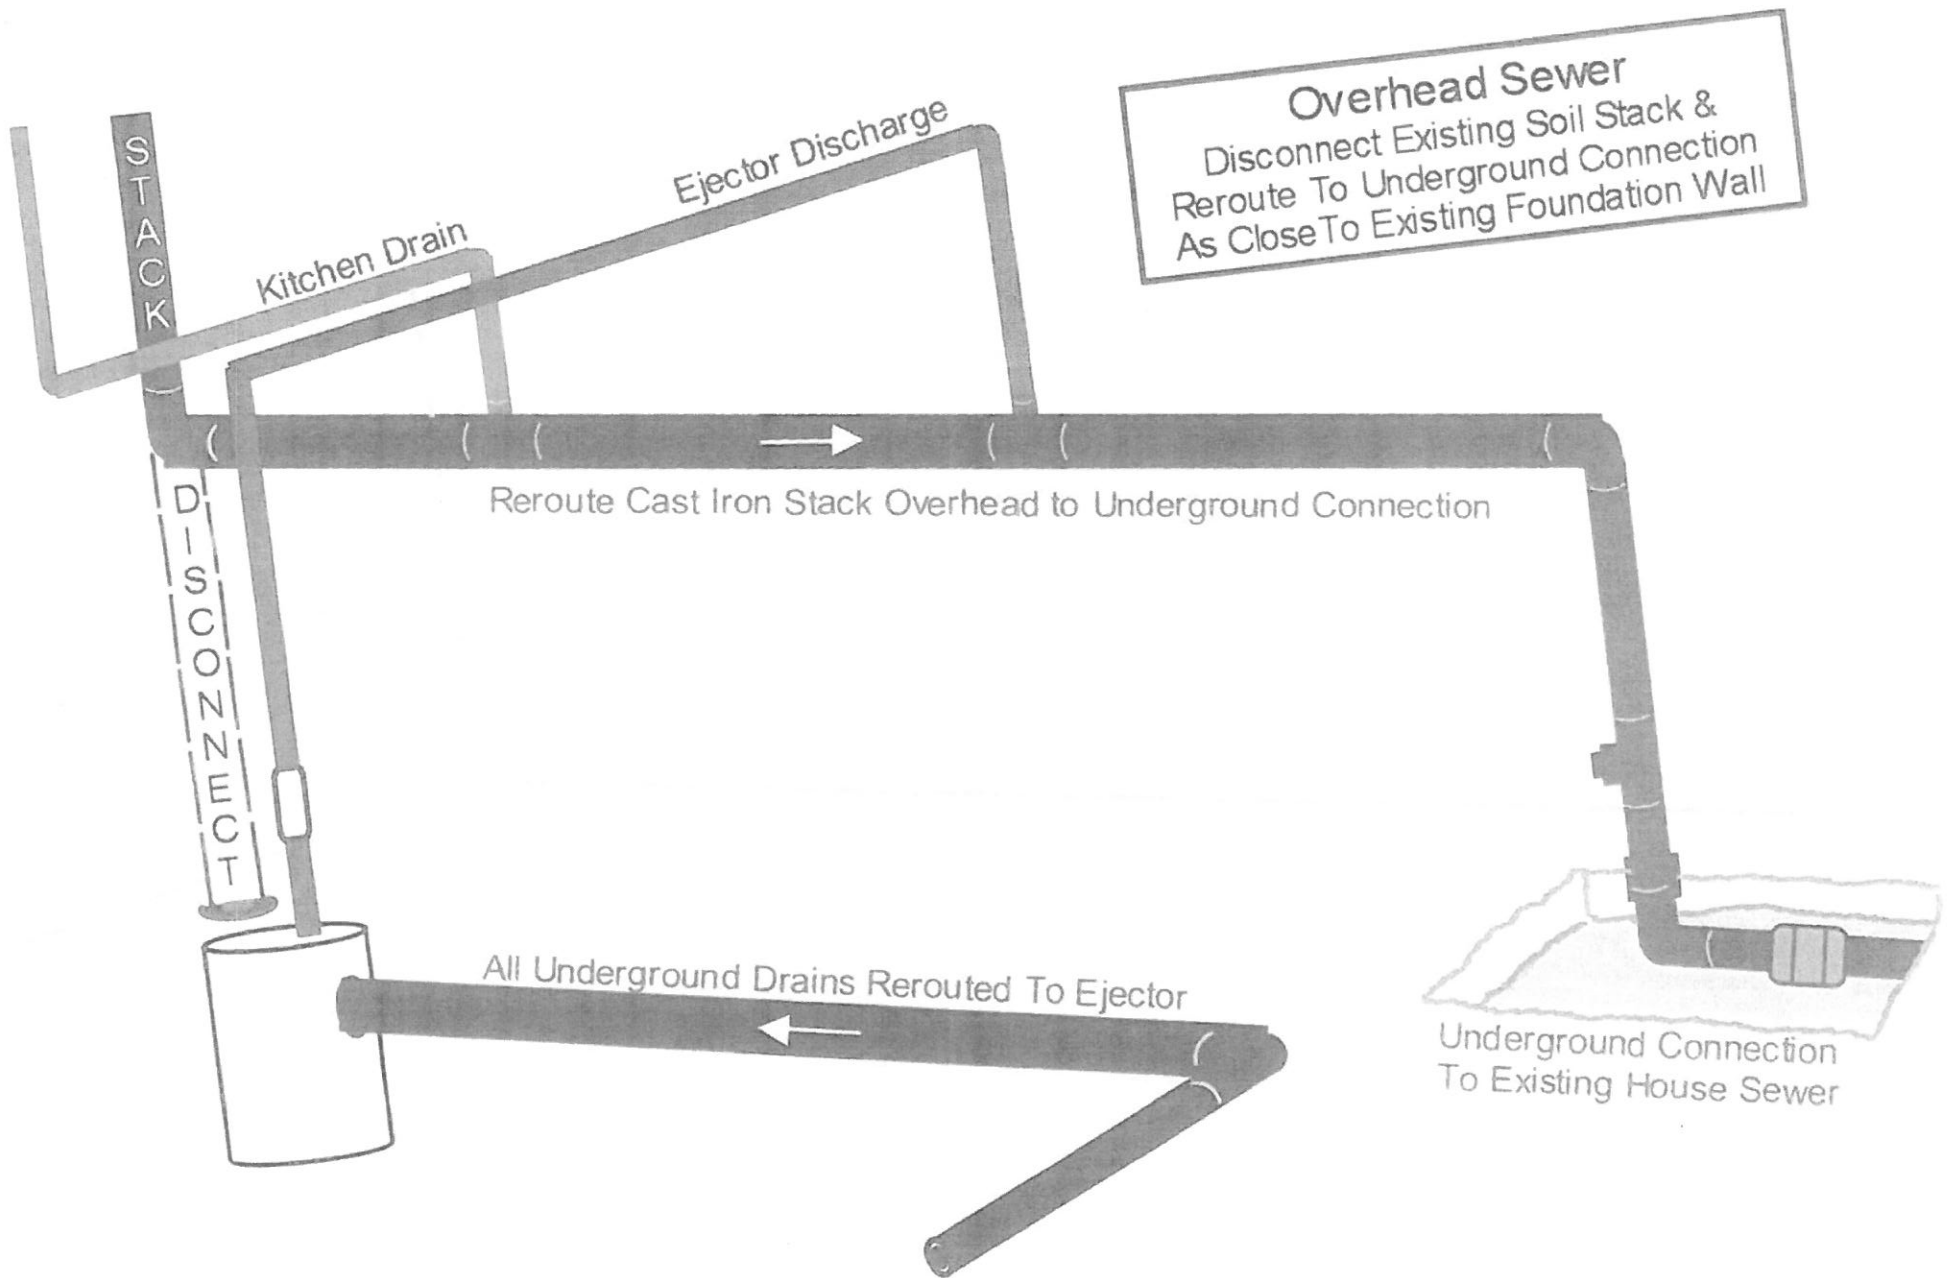 Overhead Sewer
Disconnect Existing Soil Stack &
Reroute To Underground Connection
As Close To Existing Foundation Wall
STACK
Kitchen Drain
Ejector Discharge
Reroute Cast Iron Stack Overhead to Underground Connection
DISCONNECT
All Underground Drains Rerouted To Ejector
Underground Connection
To Existing House Sewer